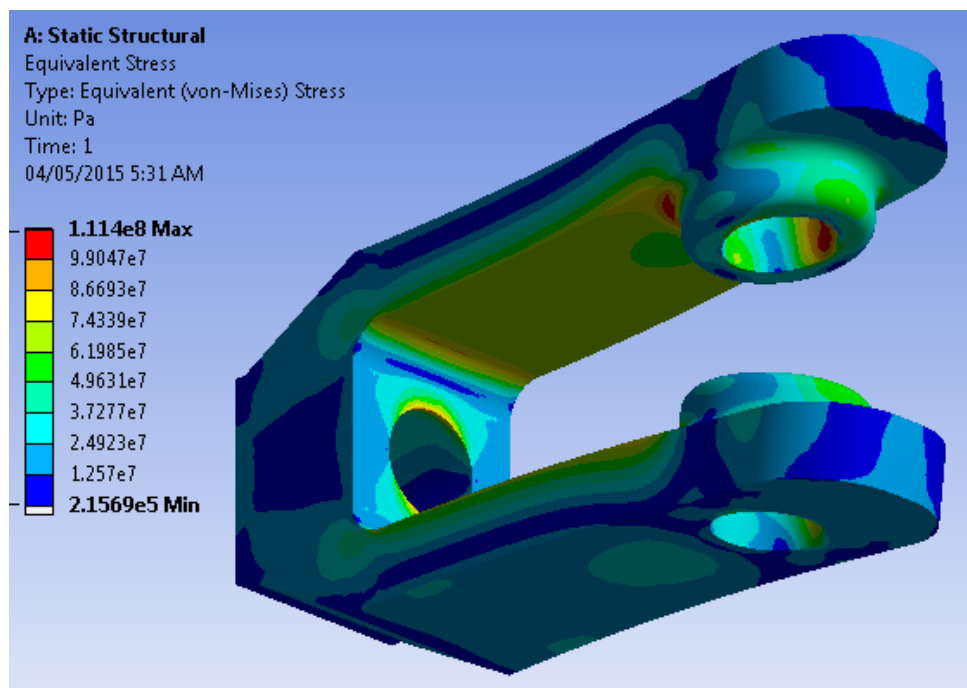 A: Static Structural
Equivalent Stress
Type: Equivalent (von-Mises) Stress
Unit: Pa
Time: 1
04/05/2015 5:31 AM
1.114e8 Max
9.9047e7
8.6693e7
7.4339e7
6.1985e7
4.9631e7
3.7277e7
2.4923e7
1.257e7
2.1569e5 Min